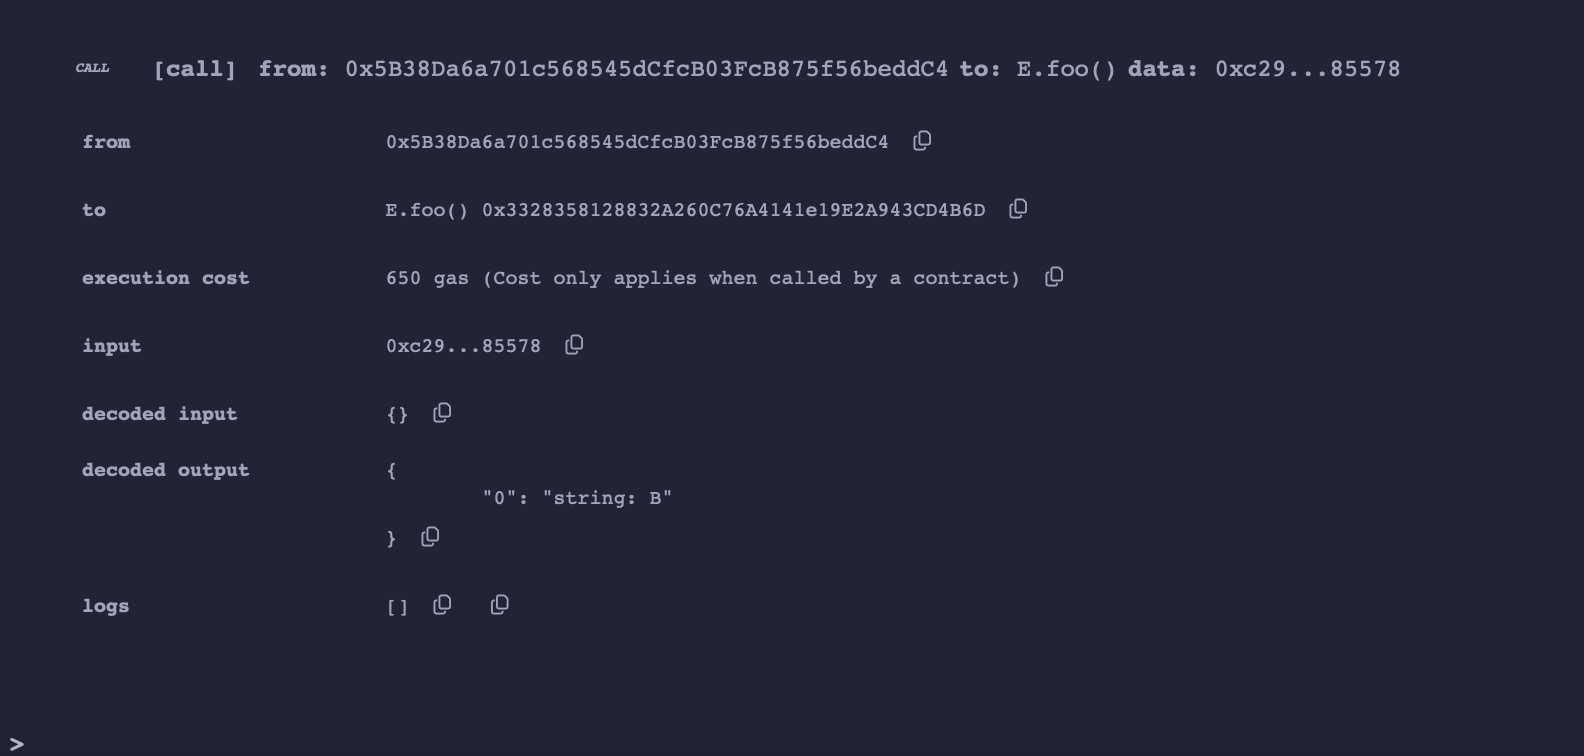 CALL [call] from: 0x5B38Da6a701c568545dCfcB03FcB875f56beddC4 to: E.foo() data: 0xc29...85578
from 0x5B38Da6a701c568545dCfcB03FcB875f56beddC4
to E.foo() 0x3328358128832A260C76A4141e19E2A943CD4B6D
execution cost 650 gas (Cost only applies when called by a contract)
input 0xc29...85578
decoded input {}
decoded output {
"0": "string: B"
}
logs []
>